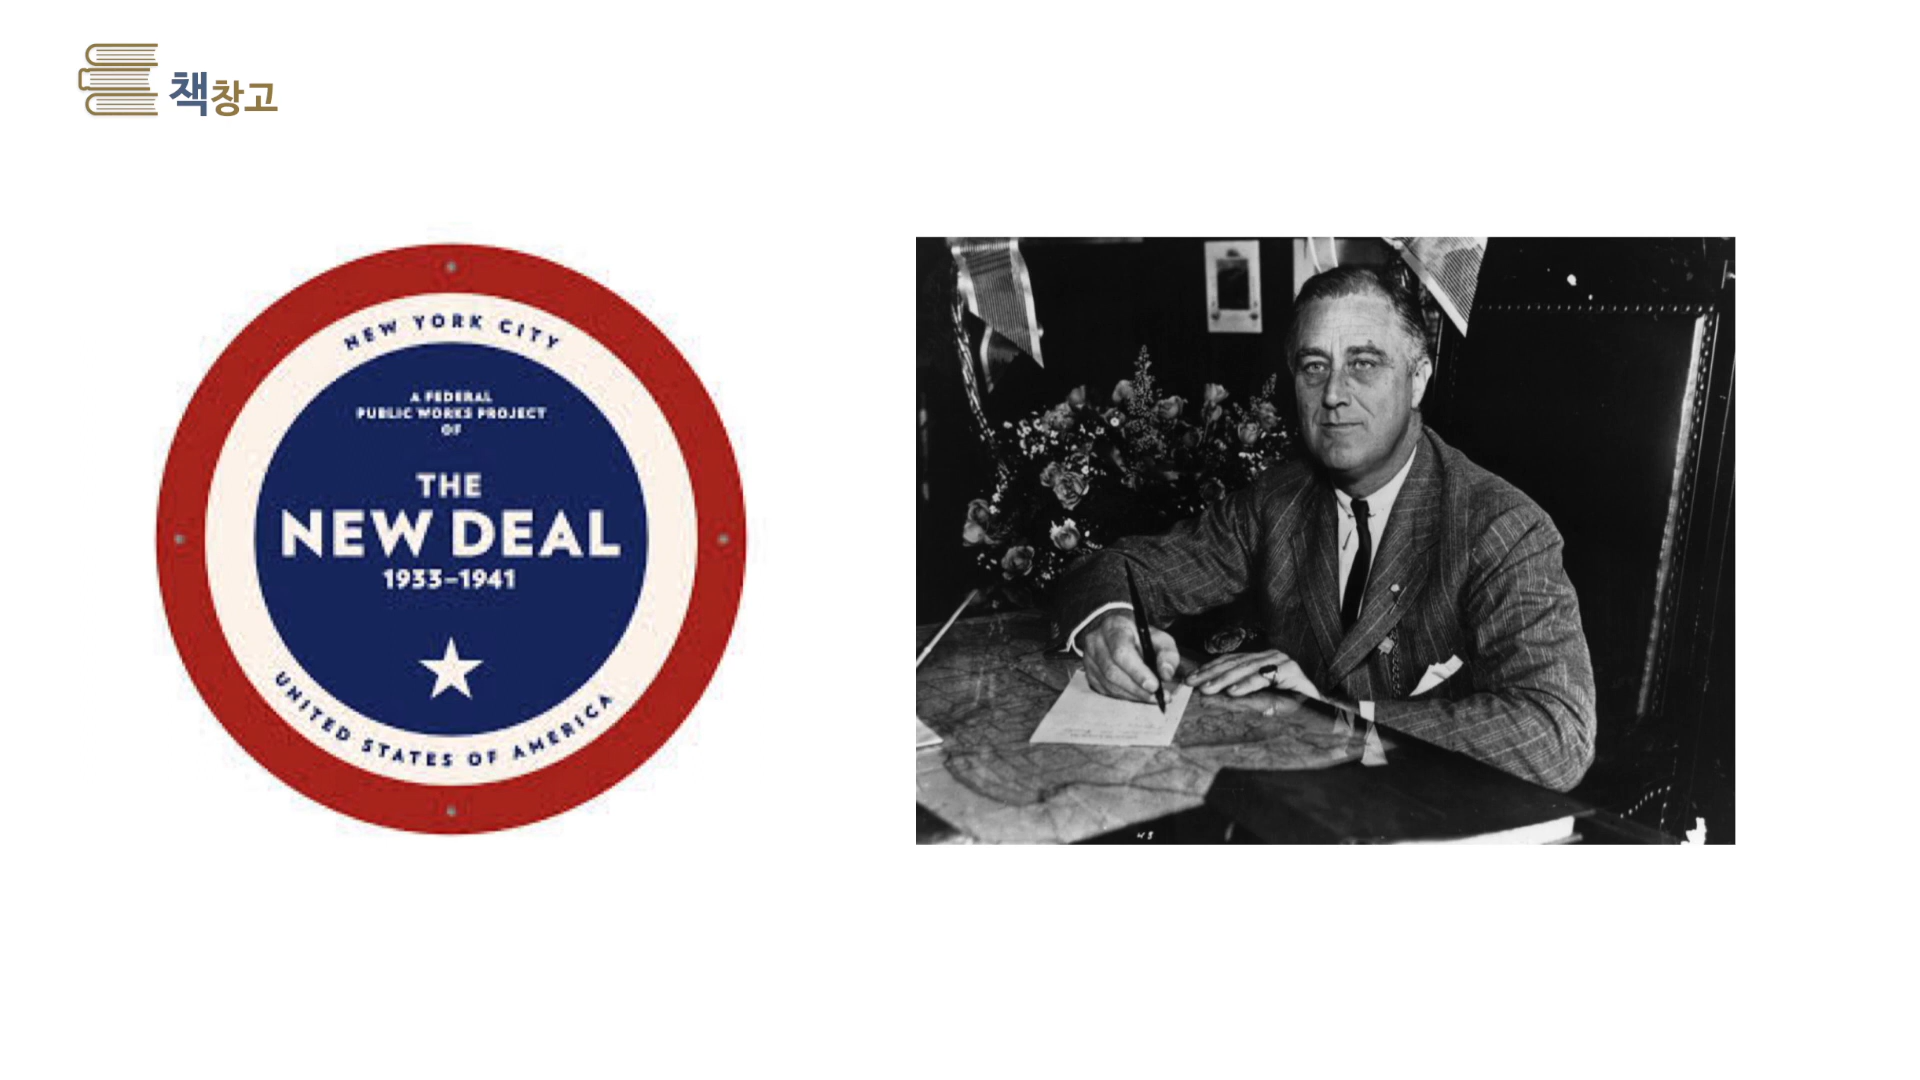 책창고
NEW YORK CITY
A FEDERAL
PUBLIC WORKS PROJECT
OF
THE
NEW DEAL
1933–1941
UNITED STATES OF AMERICA